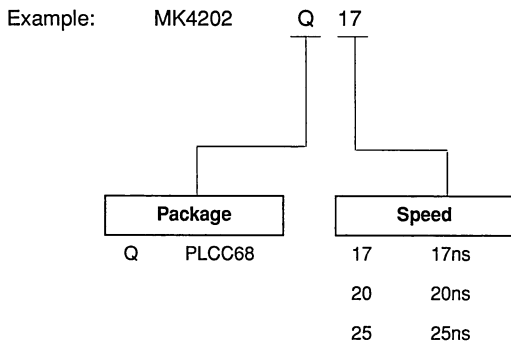 Example: MK4202 Q 17
Package Speed
Q PLCC68 17 17ns
20 20ns
25 25ns